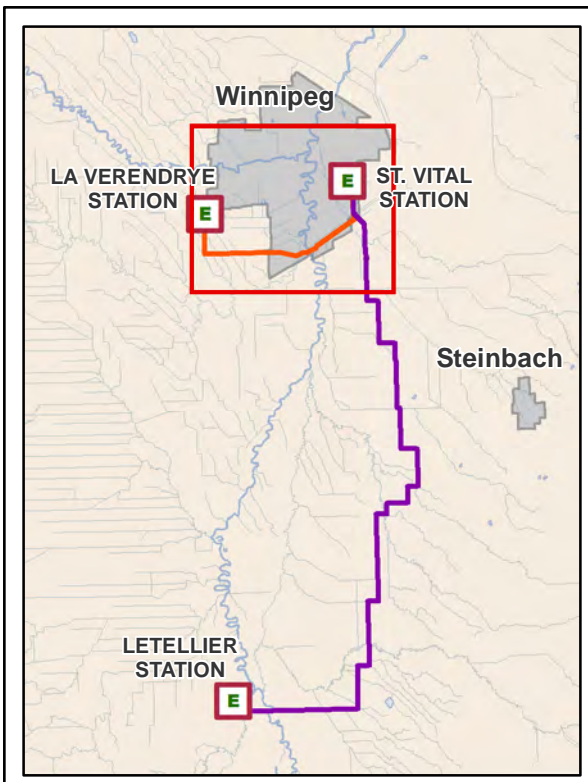 Winnipeg
LA VERENDRYE
STATION
E
E
ST. VITAL
STATION
Steinbach
LETELLIER
STATION
E